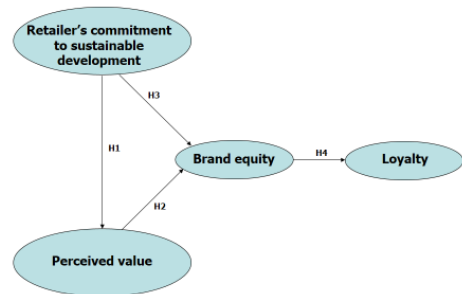 Retailer's commitment
to sustainable
development
H3
H1
Brand equity
H4
Loyalty
H2
Perceived value